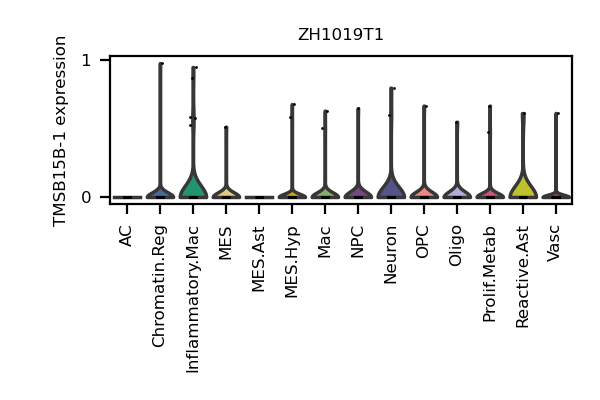 ZH1019T1
TMSB15B-1 expression
1
0
AC
Chromatin.Reg
Inflammatory.Mac
MES
MES.Ast
MES.Hyp
Mac
NPC
Neuron
OPC
Oligo
Prolif.Metab
Reactive.Ast
Vasc